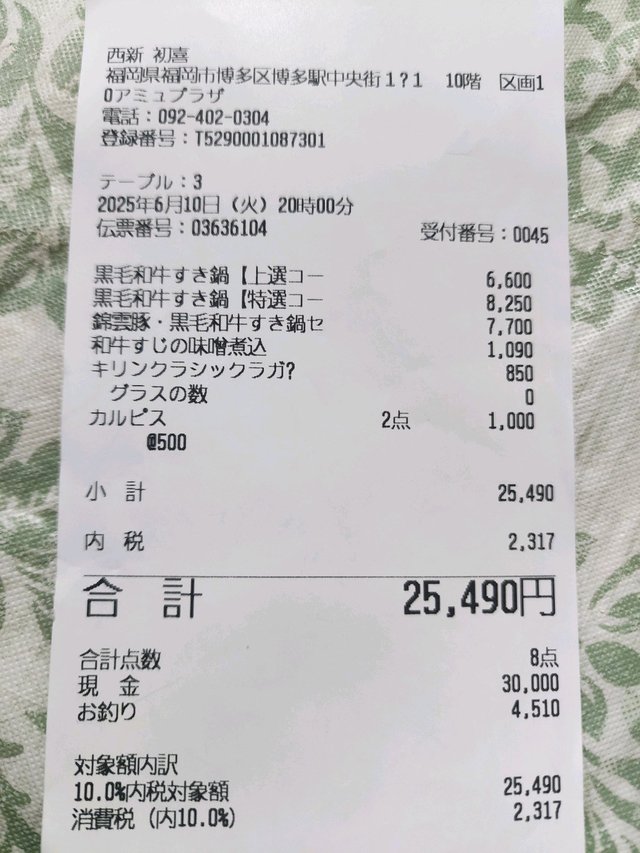 西新 初喜
福岡県福岡市博多区博多駅中央街1?1 10階 区画1
0アミュプラザ
電話：092-402-0304
登録番号：T5290001087301
テーブル：3
2025年6月10日（火）20時00分
伝票番号：03636104 受付番号：0045
黒毛和牛すき鍋【上選コー 6,600
黒毛和牛すき鍋【特選コー 8,250
錦雲豚・黒毛和牛すき鍋セ 7,700
和牛すじの味噌煮込 1,090
キリンクラシックラガ? 850
グラスの数 0
カルピス 2点 1,000
@500
小 計 25,490
内 税 2,317
合 計 25,490円
合計点数 8点
現 金 30,000
お釣り 4,510
対象額内訳
10.0%内税対象額 25,490
消費税（内10.0%） 2,317